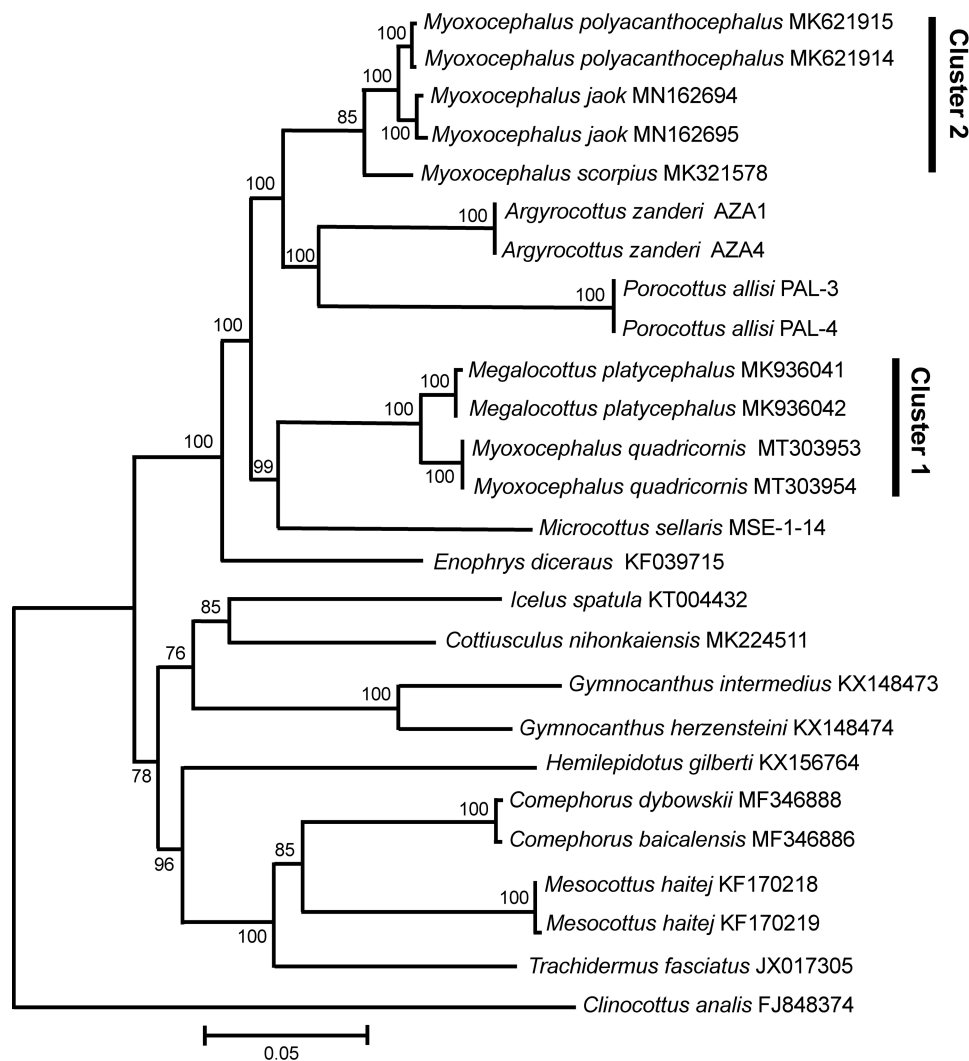 100
Myoxocephalus polyacanthocephalus MK621915
Myoxocephalus polyacanthocephalus MK621914
100
Myoxocephalus jaok MN162694
100
Myoxocephalus jaok MN162695
85
Myoxocephalus scorpius MK321578
Cluster 2
100
100
Argyrocottus zanderi AZA1
Argyrocottus zanderi AZA4
100
100
Porocottus allisi PAL-3
Porocottus allisi PAL-4
100
100
Megalocottus platycephalus MK936041
Megalocottus platycephalus MK936042
100
Myoxocephalus quadricornis MT303953
100
Myoxocephalus quadricornis MT303954
Cluster 1
100
99
Microcottus sellaris MSE-1-14
Enophrys diceraus KF039715
85
Icelus spatula KT004432
Cottiusculus nihonkaiensis MK224511
76
100
Gymnocanthus intermedius KX148473
Gymnocanthus herzensteini KX148474
78
Hemilepidotus gilberti KX156764
100
Comephorus dybowskii MF346888
Comephorus baicalensis MF346886
85
96
100
Mesocottus haitej KF170218
Mesocottus haitej KF170219
100
Trachidermus fasciatus JX017305
Clinocottus analis FJ848374
0.05